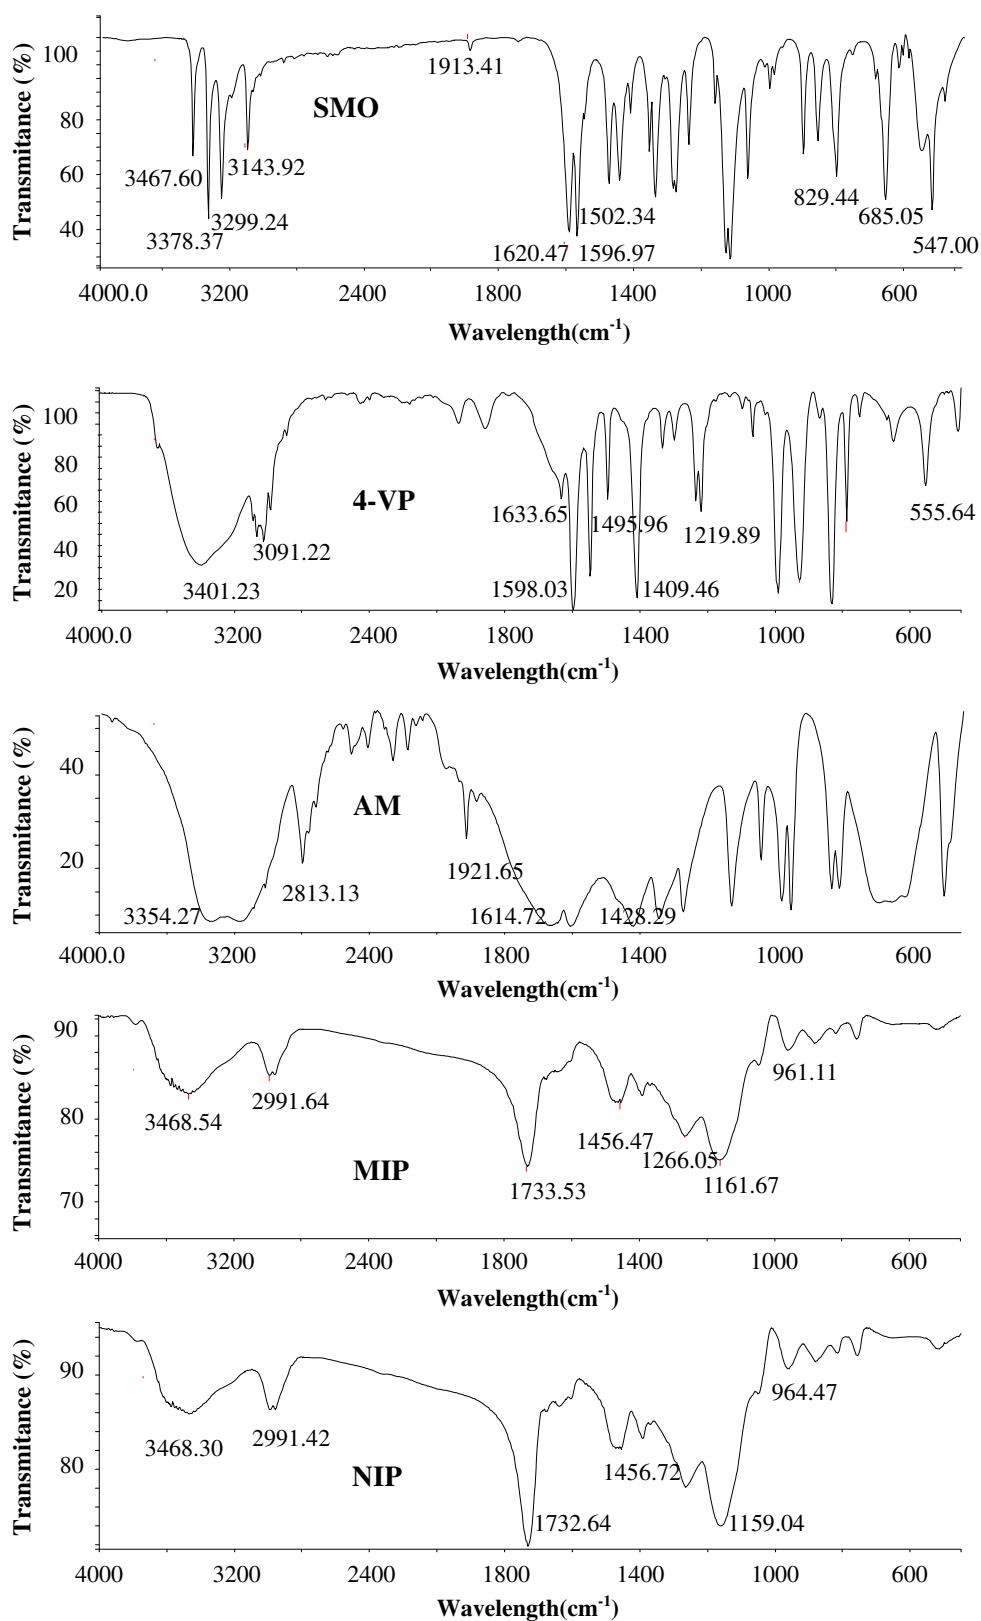 Transmitance (%)
100
80
60
40
SMO
1913.41
3467.60
3143.92
3299.24
3378.37
1502.34
1620.47
1596.97
829.44
685.05
547.00
4000.0 3200 2400 1800 1400 1000 600
Wavelength(cm-1)
Transmitance (%)
100
80
60
40
20
4-VP
3091.22
3401.23
1633.65
1495.96
1219.89
555.64
1598.03
1409.46
4000.0 3200 2400 1800 1400 1000 600
Wavelength(cm-1)
Transmitance (%)
40
20
AM
2813.13
1921.65
3354.27
1614.72
1428.29
4000.0 3200 2400 1800 1400 1000 600
Wavelength(cm-1)
Transmitance (%)
90
80
70
MIP
3468.54
2991.64
961.11
1456.47
1266.05
1733.53
1161.67
4000 3200 2400 1800 1400 1000 600
Wavelength(cm-1)
Transmitance (%)
90
80
NIP
3468.30
2991.42
964.47
1456.72
1732.64
1159.04
4000 3200 2400 1800 1400 1000 600
Wavelength(cm-1)